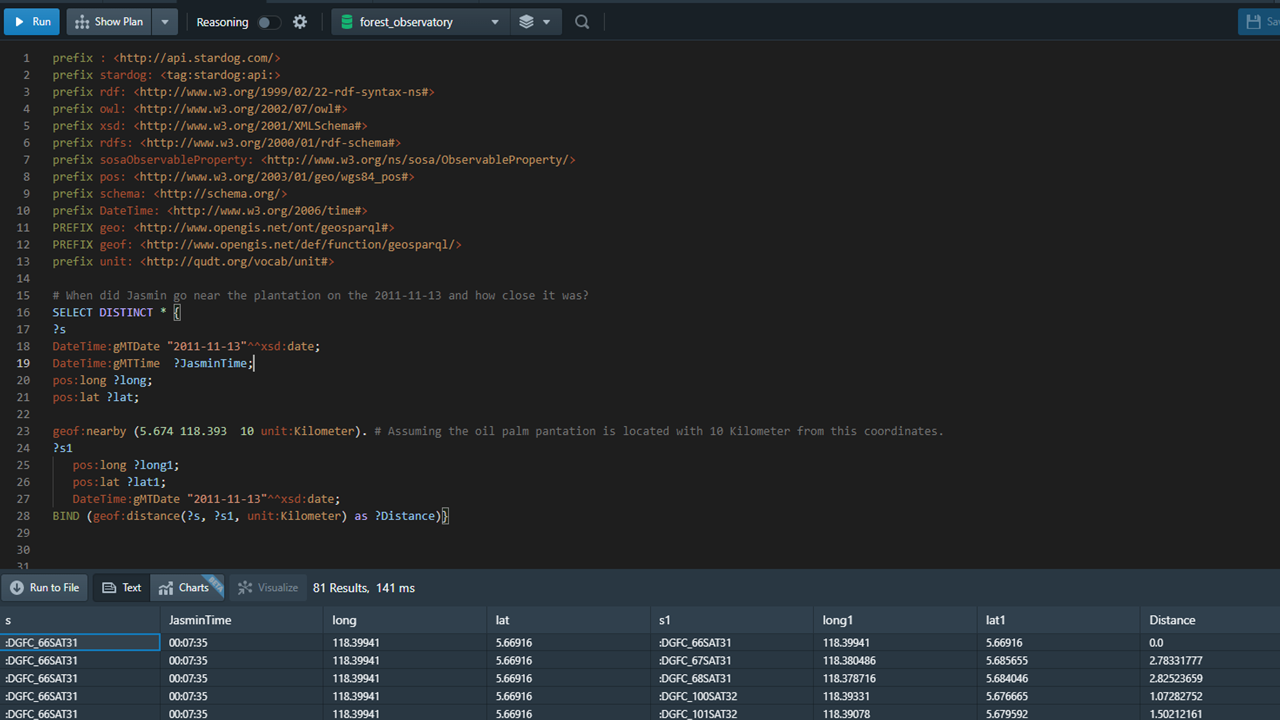 Run Show Plan Reasoning forest_observatory
1 prefix : <http://api.stardog.com/>
2 prefix stardog: <tag:stardog:api:>
3 prefix rdf: <http://www.w3.org/1999/02/22-rdf-syntax-ns#>
4 prefix owl: <http://www.w3.org/2002/07/owl#>
5 prefix xsd: <http://www.w3.org/2001/XMLSchema#>
6 prefix rdfs: <http://www.w3.org/2000/01/rdf-schema#>
7 prefix sosaObservableProperty: <http://www.w3.org/ns/sosa/ObservableProperty/>
8 prefix pos: <http://www.w3.org/2003/01/geo/wgs84_pos#>
9 prefix schema: <http://schema.org/>
10 prefix DateTime: <http://www.w3.org/2006/time#>
11 PREFIX geo: <http://www.opengis.net/ont/geosparql#>
12 PREFIX geof: <http://www.opengis.net/def/function/geosparql/>
13 prefix unit: <http://qudt.org/vocab/unit#>
14
15 # When did Jasmin go near the plantation on the 2011-11-13 and how close it was?
16 SELECT DISTINCT * {
17 ?s
18 DateTime:gMTDate "2011-11-13"^^xsd:date;
19 DateTime:gMTTime ?JasminTime;
20 pos:long ?long;
21 pos:lat ?lat;
22
23 geof:nearby (5.674 118.393 10 unit:Kilometer). # Assuming the oil palm pantation is located with 10 Kilometer from this coordinates.
24 ?s1
25 pos:long ?long1;
26 pos:lat ?lat1;
27 DateTime:gMTDate "2011-11-13"^^xsd:date;
28 BIND (geof:distance(?s, ?s1, unit:Kilometer) as ?Distance)}
29
30
31
Run to File Text Charts BETA Visualize 81 Results, 141 ms
s JasminTime long lat s1 long1 lat1 Distance
:DGFC_66SAT31 00:07:35 118.39941 5.66916 :DGFC_66SAT31 118.39941 5.66916 0.0
:DGFC_66SAT31 00:07:35 118.39941 5.66916 :DGFC_67SAT31 118.380486 5.685655 2.78331777
:DGFC_66SAT31 00:07:35 118.39941 5.66916 :DGFC_68SAT31 118.378716 5.684046 2.82523659
:DGFC_66SAT31 00:07:35 118.39941 5.66916 :DGFC_100SAT32 118.39331 5.676665 1.07282752
:DGFC_66SAT31 00:07:35 118.39941 5.66916 :DGFC_101SAT32 118.39078 5.679592 1.50212161